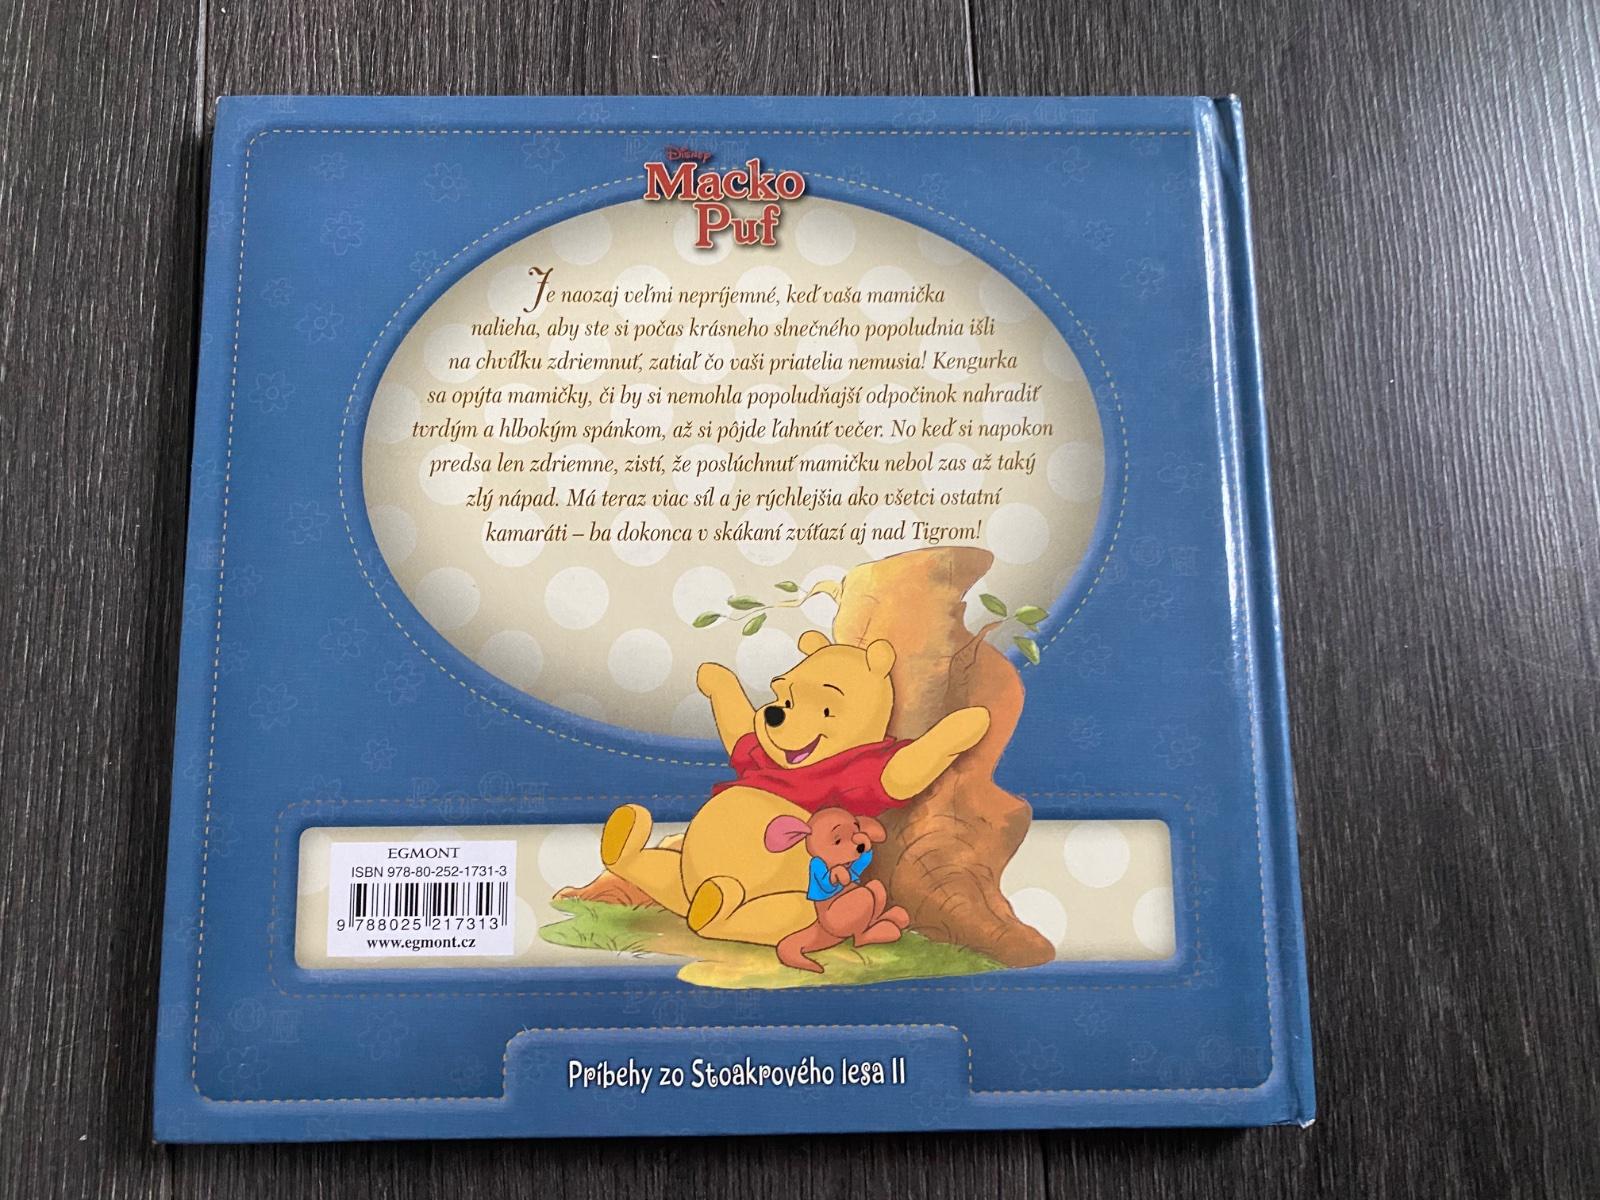 Disney
Macko
Puf
Je naozaj veľmi nepríjemné, keď vaša mamička
nalieha, aby ste si počas krásneho slnečného popoludnia išli
na chvíľku zdriemnuť, zatiaľ čo vaši priatelia nemusia! Kengurka
sa opýta mamičky, či by si nemohla popoludňajší odpočinok nahradiť
tvrdým a hlbokým spánkom, až si pôjde ľahnúť večer. No keď si napokon
predsa len zdriemne, zistí, že poslúchnuť mamičku nebol zas až taký
zlý nápad. Má teraz viac síl a je rýchlejšia ako všetci ostatní
kamaráti – ba dokonca v skákaní zvíťazí aj nad Tigrom!
POOH
EGMONT
ISBN 978-80-252-1731-3
9 788025 217313
www.egmont.cz
Príbehy zo Stoakrového lesa II